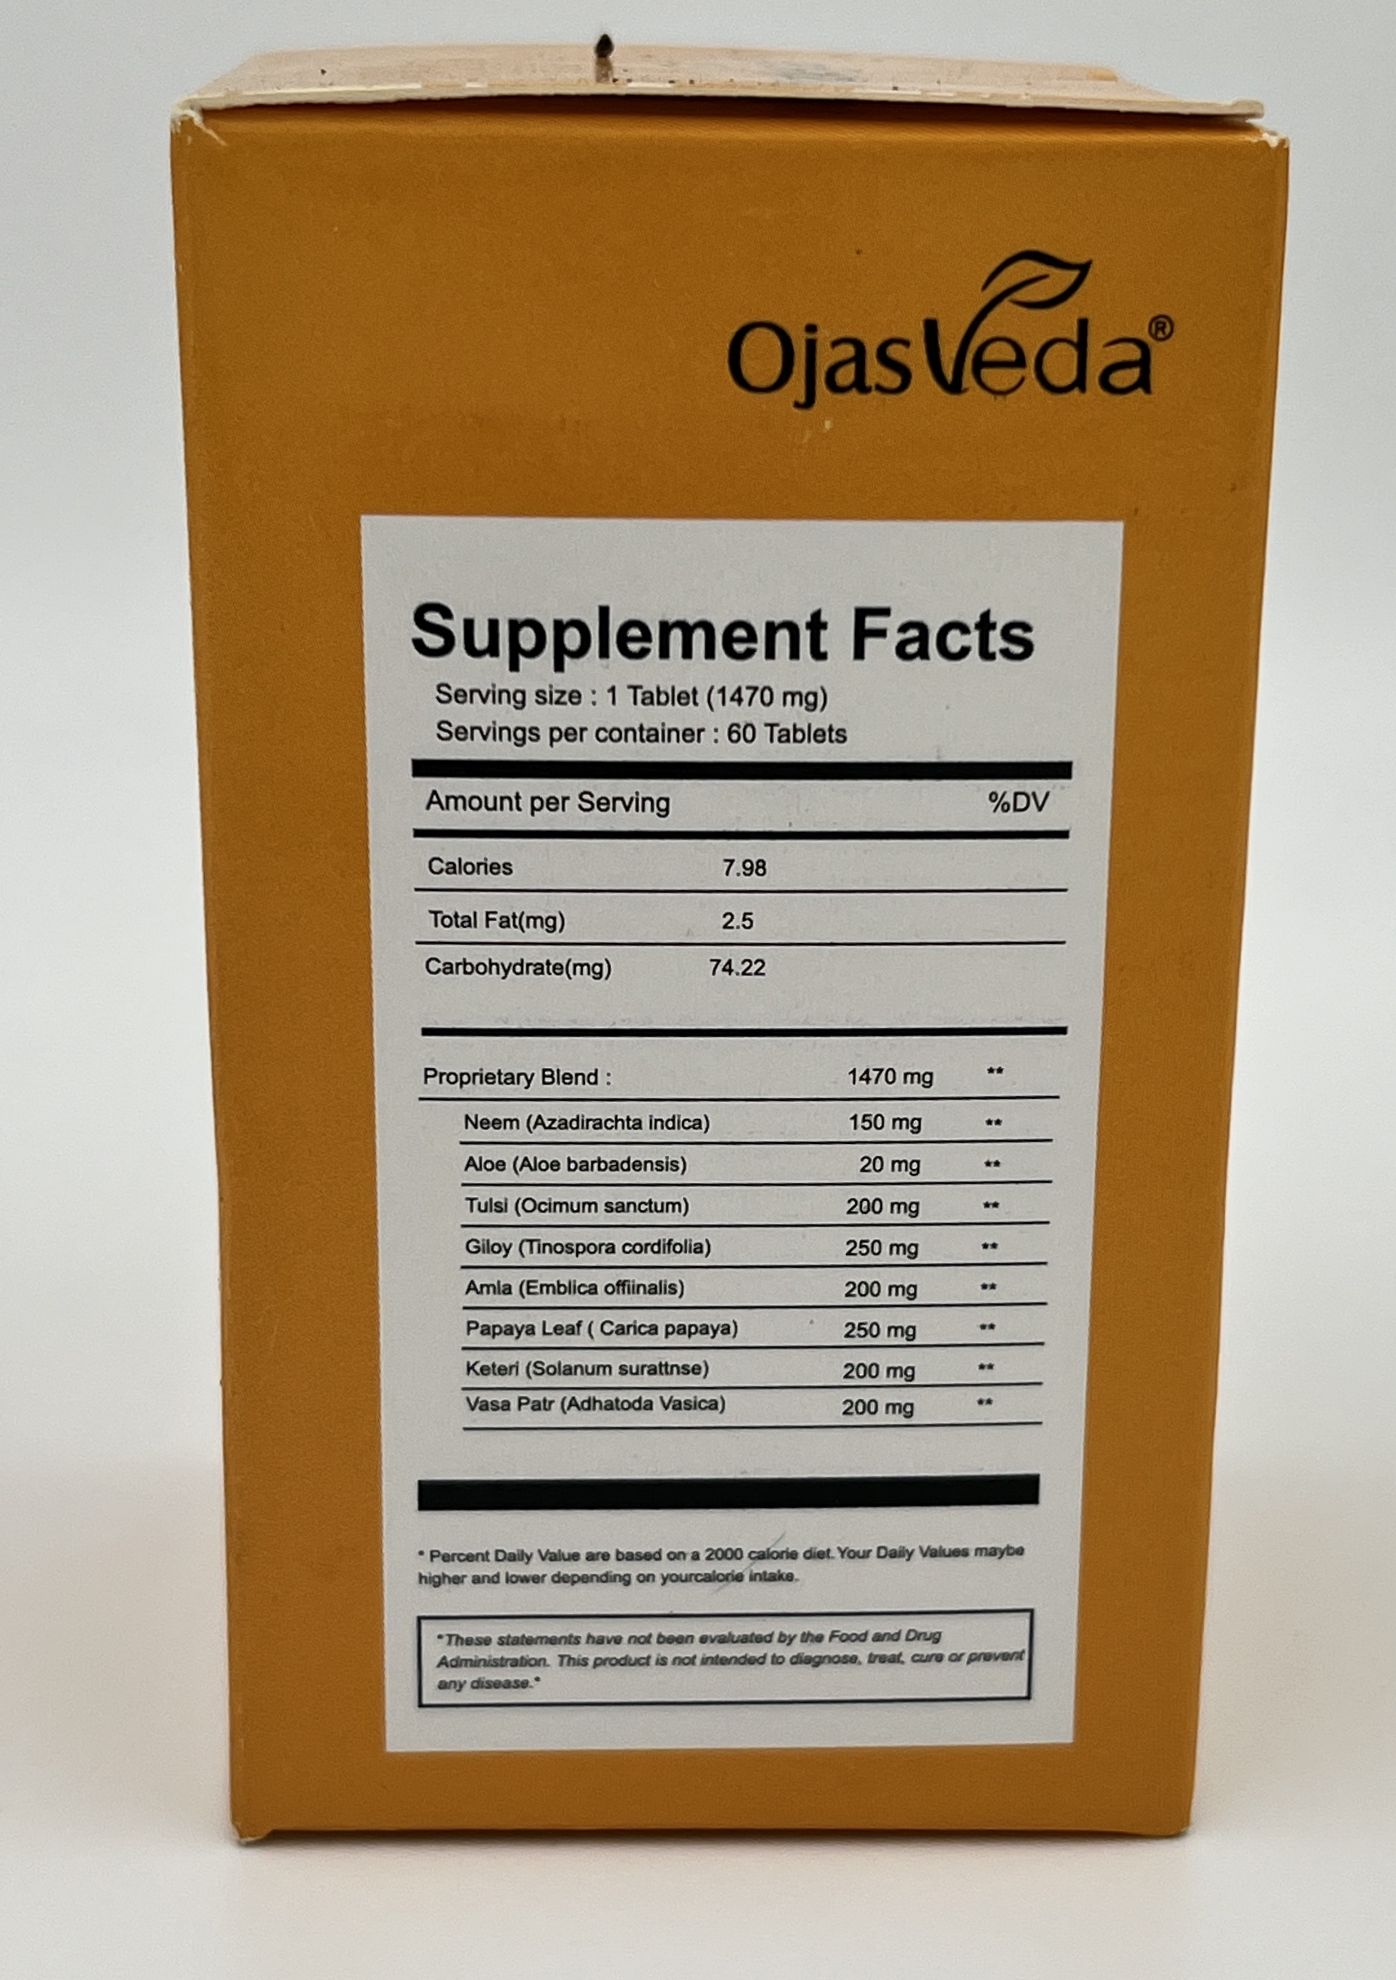 OjasVeda®
Supplement Facts
Serving size : 1 Tablet (1470 mg)
Servings per container : 60 Tablets
Amount per Serving %DV
Calories 7.98
Total Fat(mg) 2.5
Carbohydrate(mg) 74.22
Proprietary Blend : 1470 mg **
Neem (Azadirachta indica) 150 mg **
Aloe (Aloe barbadensis) 20 mg **
Tulsi (Ocimum sanctum) 200 mg **
Giloy (Tinospora cordifolia) 250 mg **
Amla (Emblica offiinalis) 200 mg **
Papaya Leaf ( Carica papaya) 250 mg **
Keteri (Solanum surattnse) 200 mg **
Vasa Patr (Adhatoda Vasica) 200 mg **
* Percent Daily Value are based on a 2000 calorie diet. Your Daily Values maybe
higher and lower depending on yourcalorie intake.
*These statements have not been evaluated by the Food and Drug
Administration. This product is not intended to diagnose, treat, cure or prevent
any disease.*